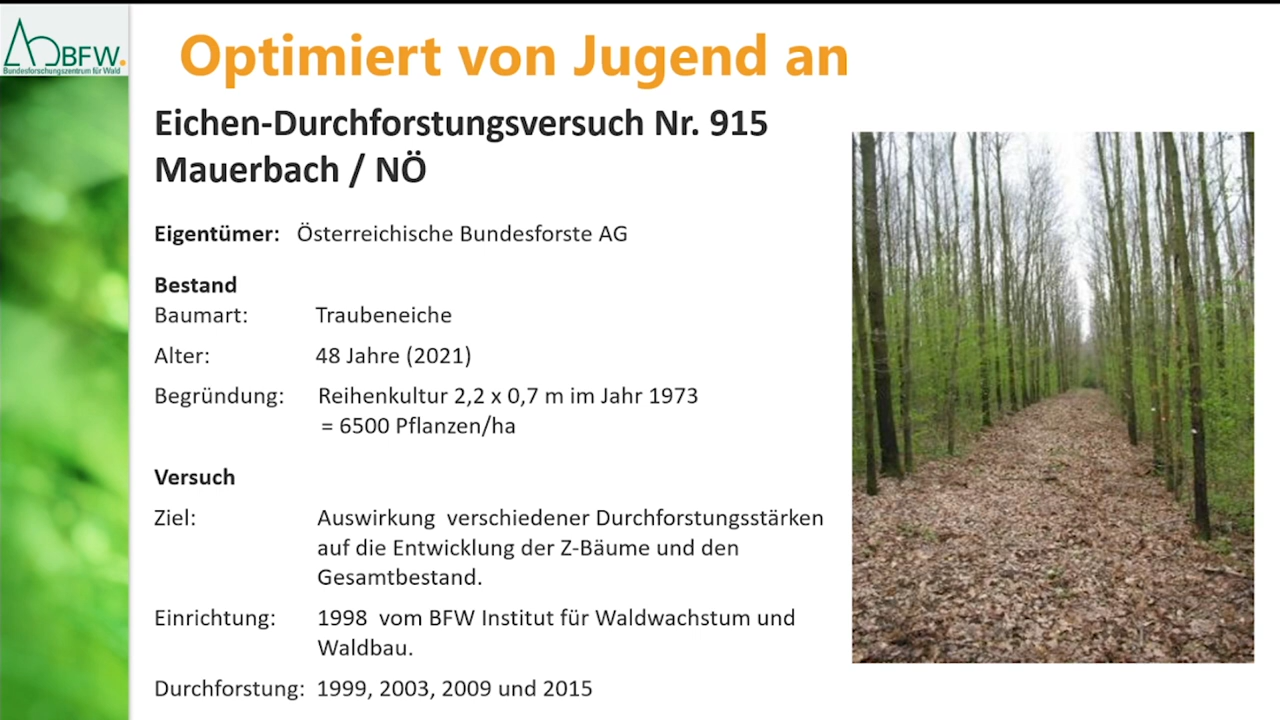 BFW.
Bundesforschungszentrum für Wald
Optimiert von Jugend an
Eichen-Durchforstungsversuch Nr. 915
Mauerbach / NÖ
Eigentümer: Österreichische Bundesforste AG
Bestand
Baumart: Traubeneiche
Alter: 48 Jahre (2021)
Begründung: Reihenkultur 2,2 x 0,7 m im Jahr 1973
= 6500 Pflanzen/ha
Versuch
Ziel: Auswirkung verschiedener Durchforstungsstärken
auf die Entwicklung der Z-Bäume und den
Gesamtbestand.
Einrichtung: 1998 vom BFW Institut für Waldwachstum und
Waldbau.
Durchforstung: 1999, 2003, 2009 und 2015